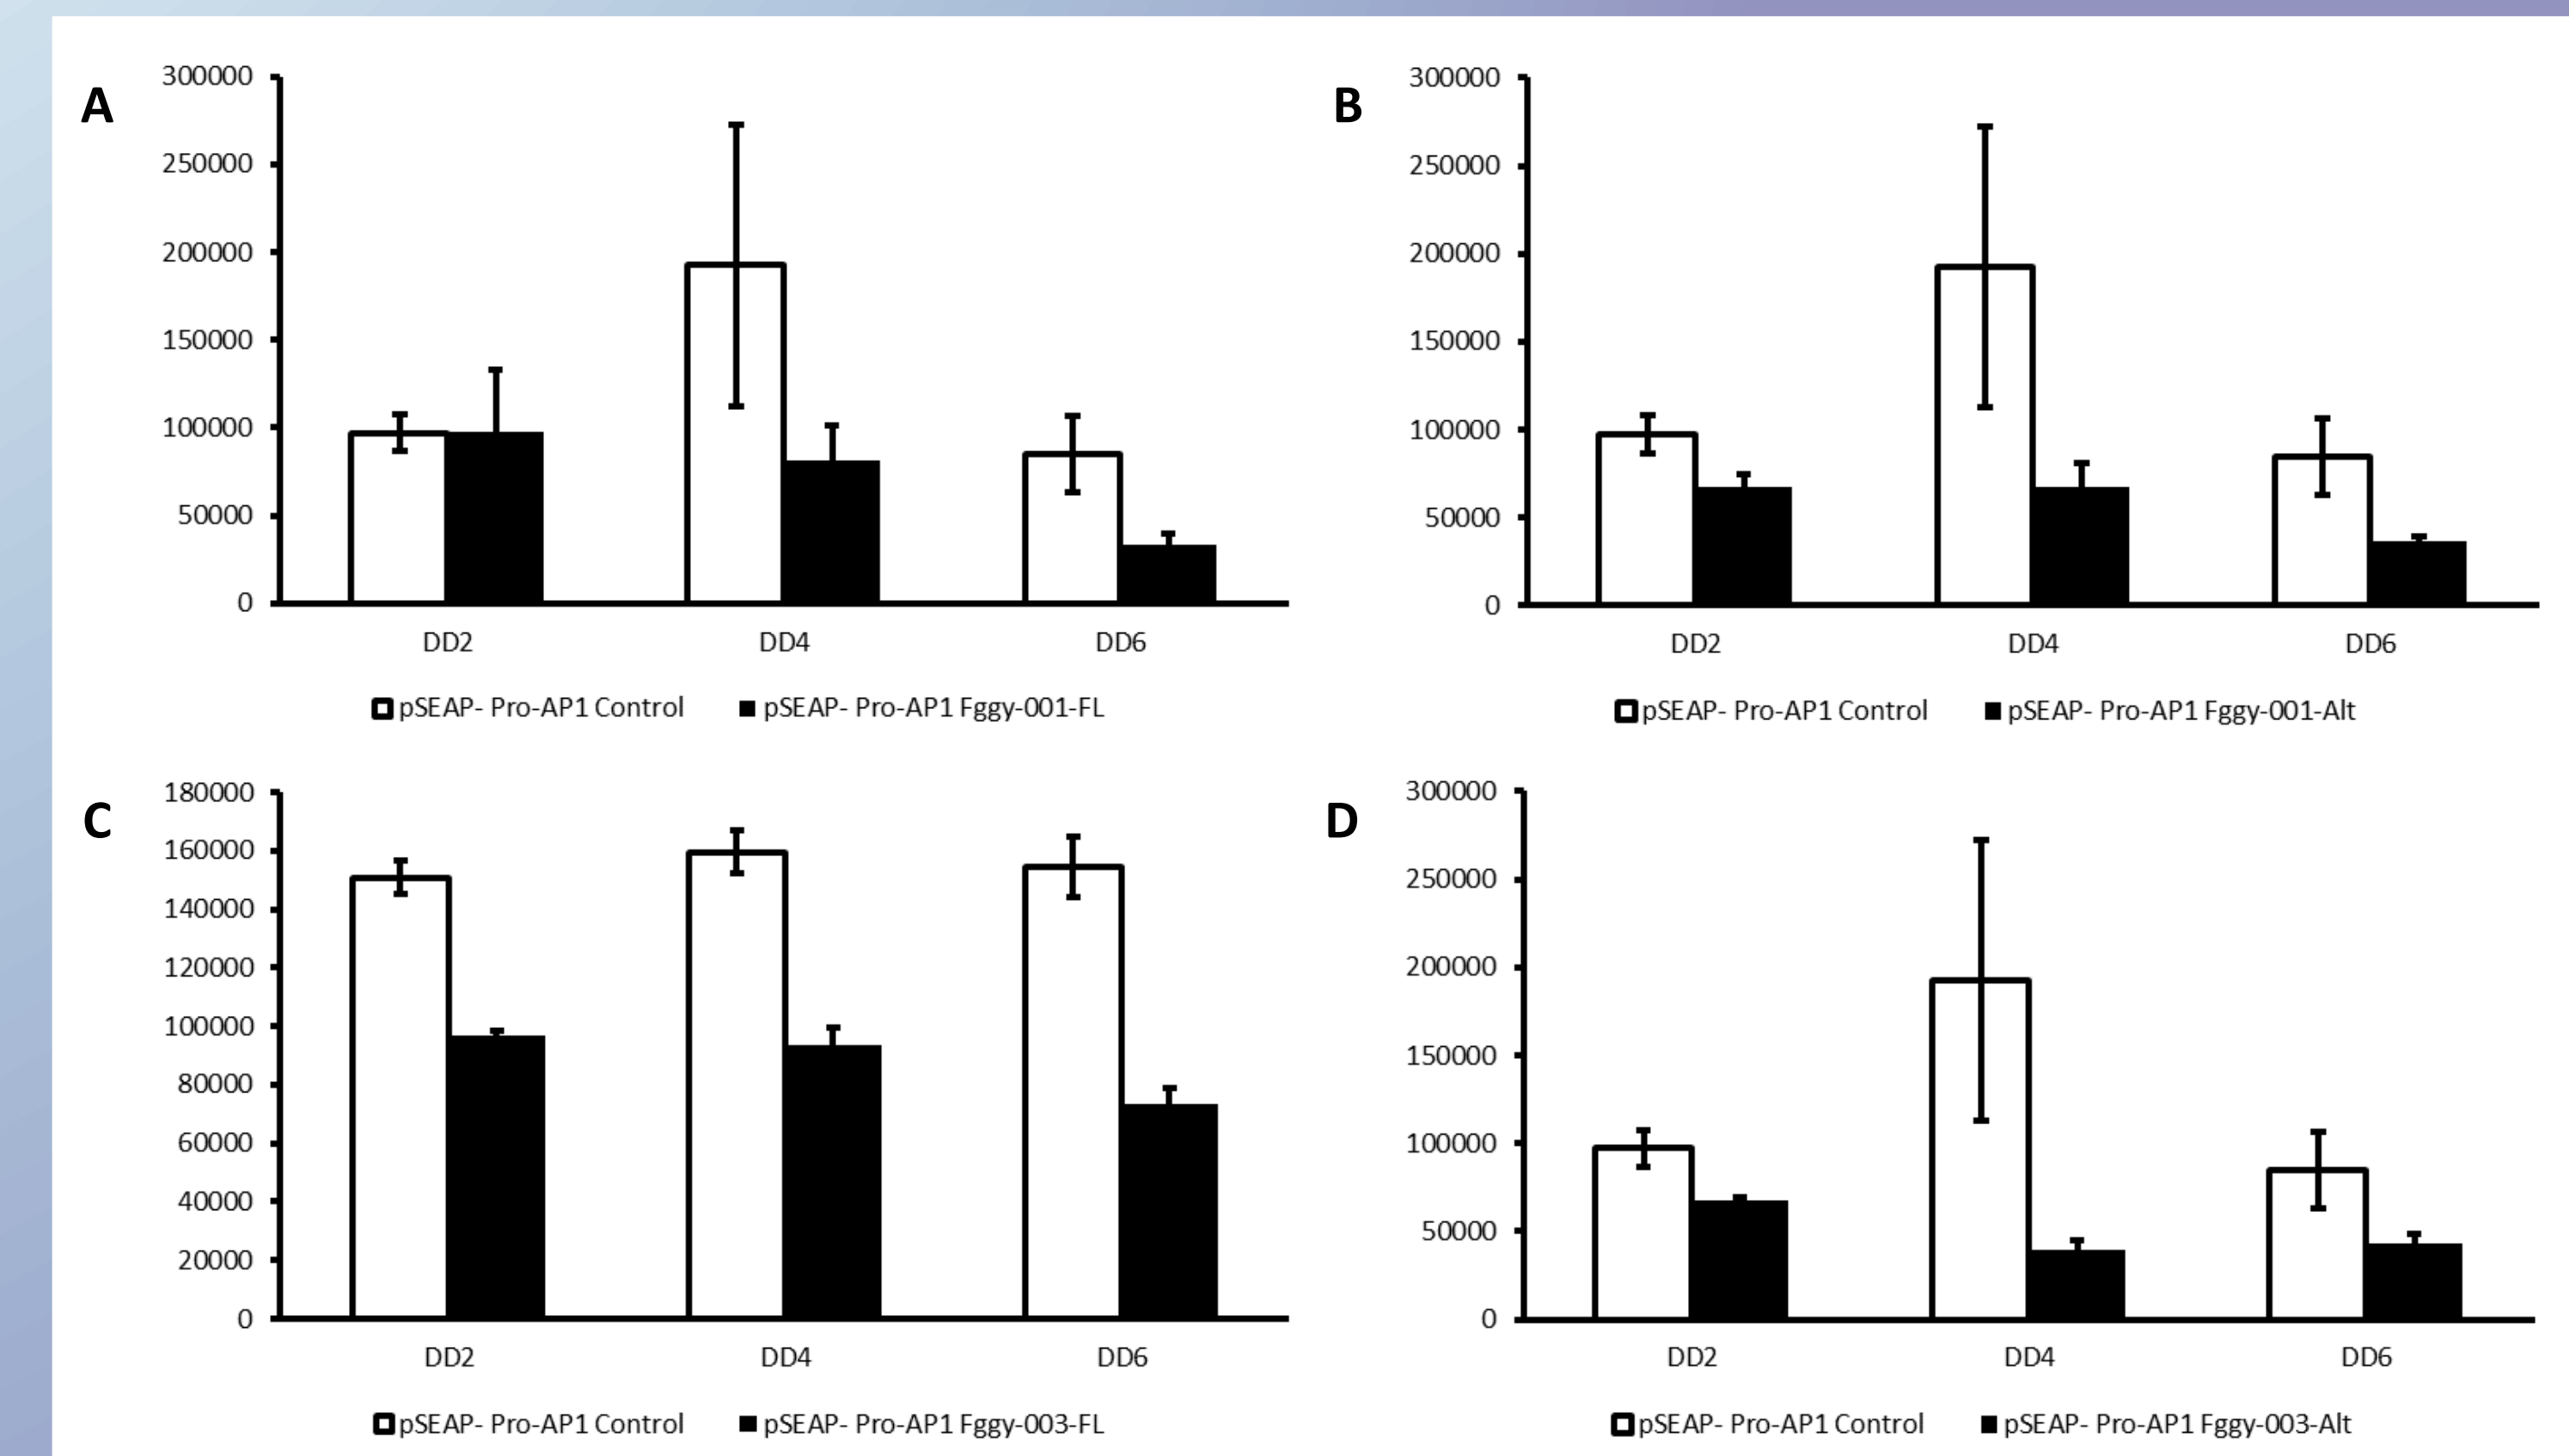 A
300000
250000
200000
150000
100000
50000
0
DD2 DD4 DD6
pSEAP- Pro-AP1 Control pSEAP- Pro-AP1 Fggy-001-FL
B
300000
250000
200000
150000
100000
50000
0
DD2 DD4 DD6
pSEAP- Pro-AP1 Control pSEAP- Pro-AP1 Fggy-001-Alt
C
180000
160000
140000
120000
100000
80000
60000
40000
20000
0
DD2 DD4 DD6
pSEAP- Pro-AP1 Control pSEAP- Pro-AP1 Fggy-003-FL
D
300000
250000
200000
150000
100000
50000
0
DD2 DD4 DD6
pSEAP- Pro-AP1 Control pSEAP- Pro-AP1 Fggy-003-Alt